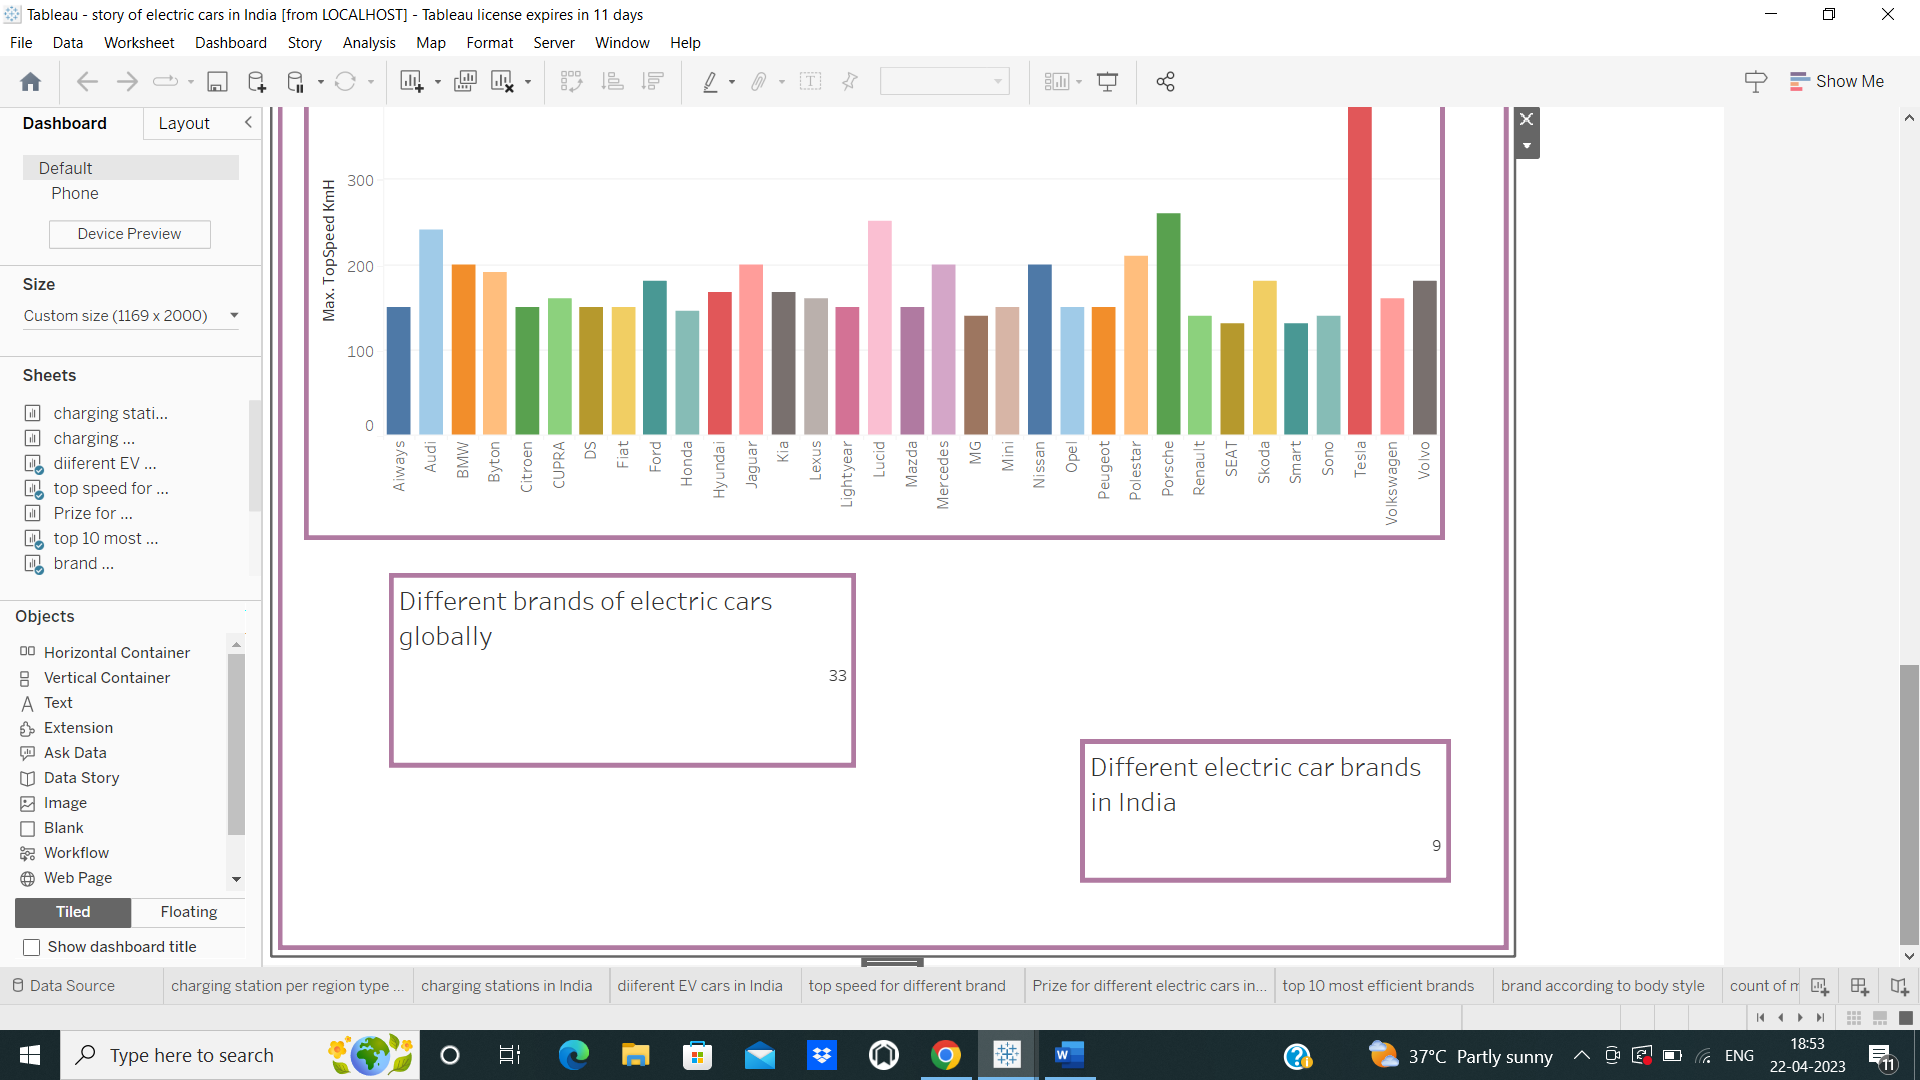 Tableau - story of electric cars in India [from LOCALHOST] - Tableau license expires in 11 days
File Data Worksheet Dashboard Story Analysis Map Format Server Window Help
Show Me
Dashboard Layout
Default
Phone
Device Preview
Size
Custom size (1169 x 2000)
Sheets
charging stati...
charging ...
diiferent EV ...
top speed for ...
Prize for ...
top 10 most ...
brand ...
Objects
Horizontal Container
Vertical Container
Text
Extension
Ask Data
Data Story
Image
Blank
Workflow
Web Page
Tiled Floating
Show dashboard title
Max. TopSpeed KmH
300
200
100
0
Aiways Audi BMW Byton Citroen CUPRA DS Fiat Ford Honda Hyundai Jaguar Kia Lexus Lightyear Lucid Mazda Mercedes MG Mini Nissan Opel Peugeot Polestar Porsche Renault SEAT Skoda Smart Sono Tesla Volkswagen Volvo
Different brands of electric cars
globally
33
Different electric car brands
in India
9
Data Source charging station per region type ... charging stations in India diiferent EV cars in India top speed for different brand Prize for different electric cars in... top 10 most efficient brands brand according to body style count of m
Type here to search
37°C Partly sunny
ENG
18:53
22-04-2023
11